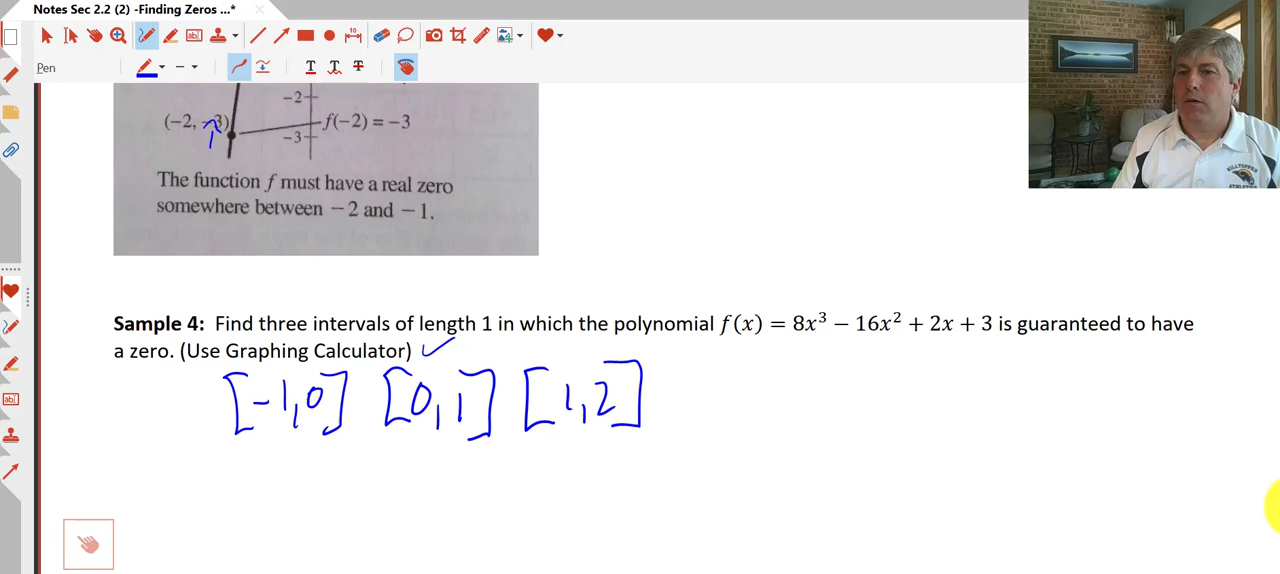 Notes Sec 2.2 (2) -Finding Zeros ...*
Pen
-2
(-2, -3)
f(-2) = -3
-3
The function f must have a real zero
somewhere between -2 and -1.
Sample 4: Find three intervals of length 1 in which the polynomial f(x) = 8x³ − 16x² + 2x + 3 is guaranteed to have
a zero. (Use Graphing Calculator) ✓
[-1,0] [0,1] [1,2]
HILLTOPPER